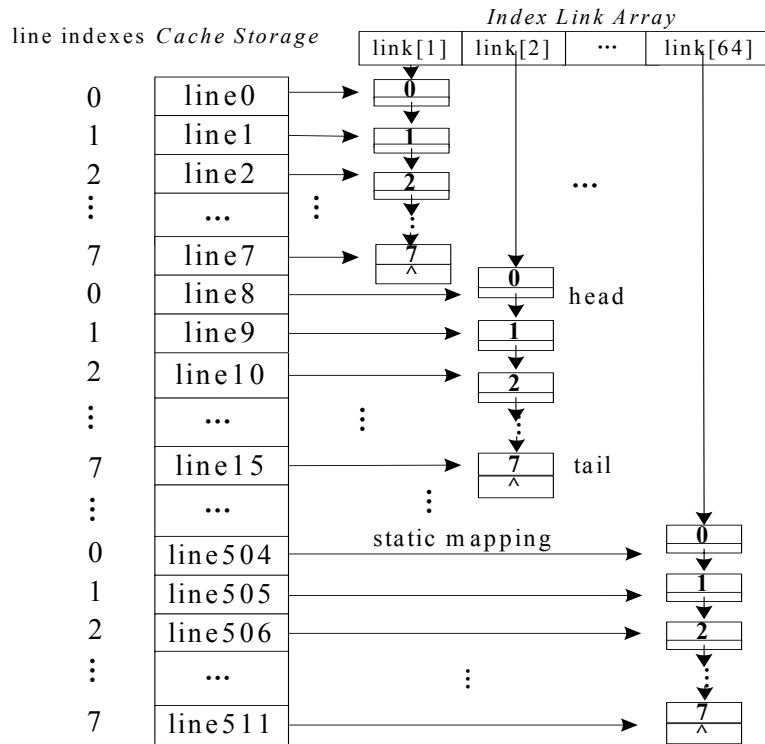 Index Link Array
line indexes Cache Storage
link[1] link[2] ... link[64]
0 line0 0
1 line1 1
2 line2 2
... ... ... ... ...
7 line7 7
^
0 line8 0 head
1 line9 1
2 line10 2
... ... ... ...
7 line15 7 tail
^
... ... ...
static mapping 0
0 line504
1 line505 1
2 line506 2
... ... ... ...
7 line511 7
^